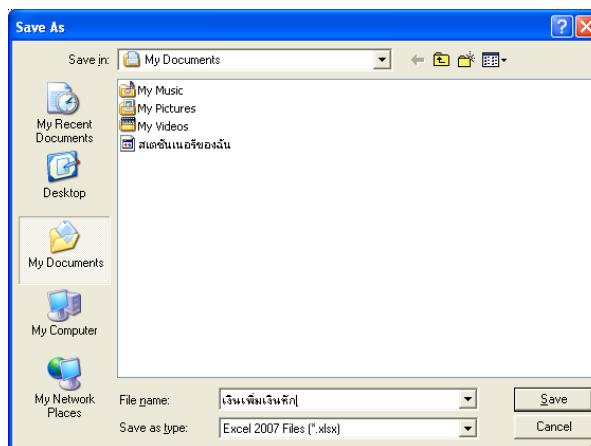 Save As
Save in:
My Documents
My Music
My Pictures
My Videos
สเตชันเนอรีของฉัน
My Recent
Documents
Desktop
My Documents
My Computer
My Network
Places
File name:
เงินเพิ่มเงินหัก
Save
Save as type:
Excel 2007 Files (*.xlsx)
Cancel